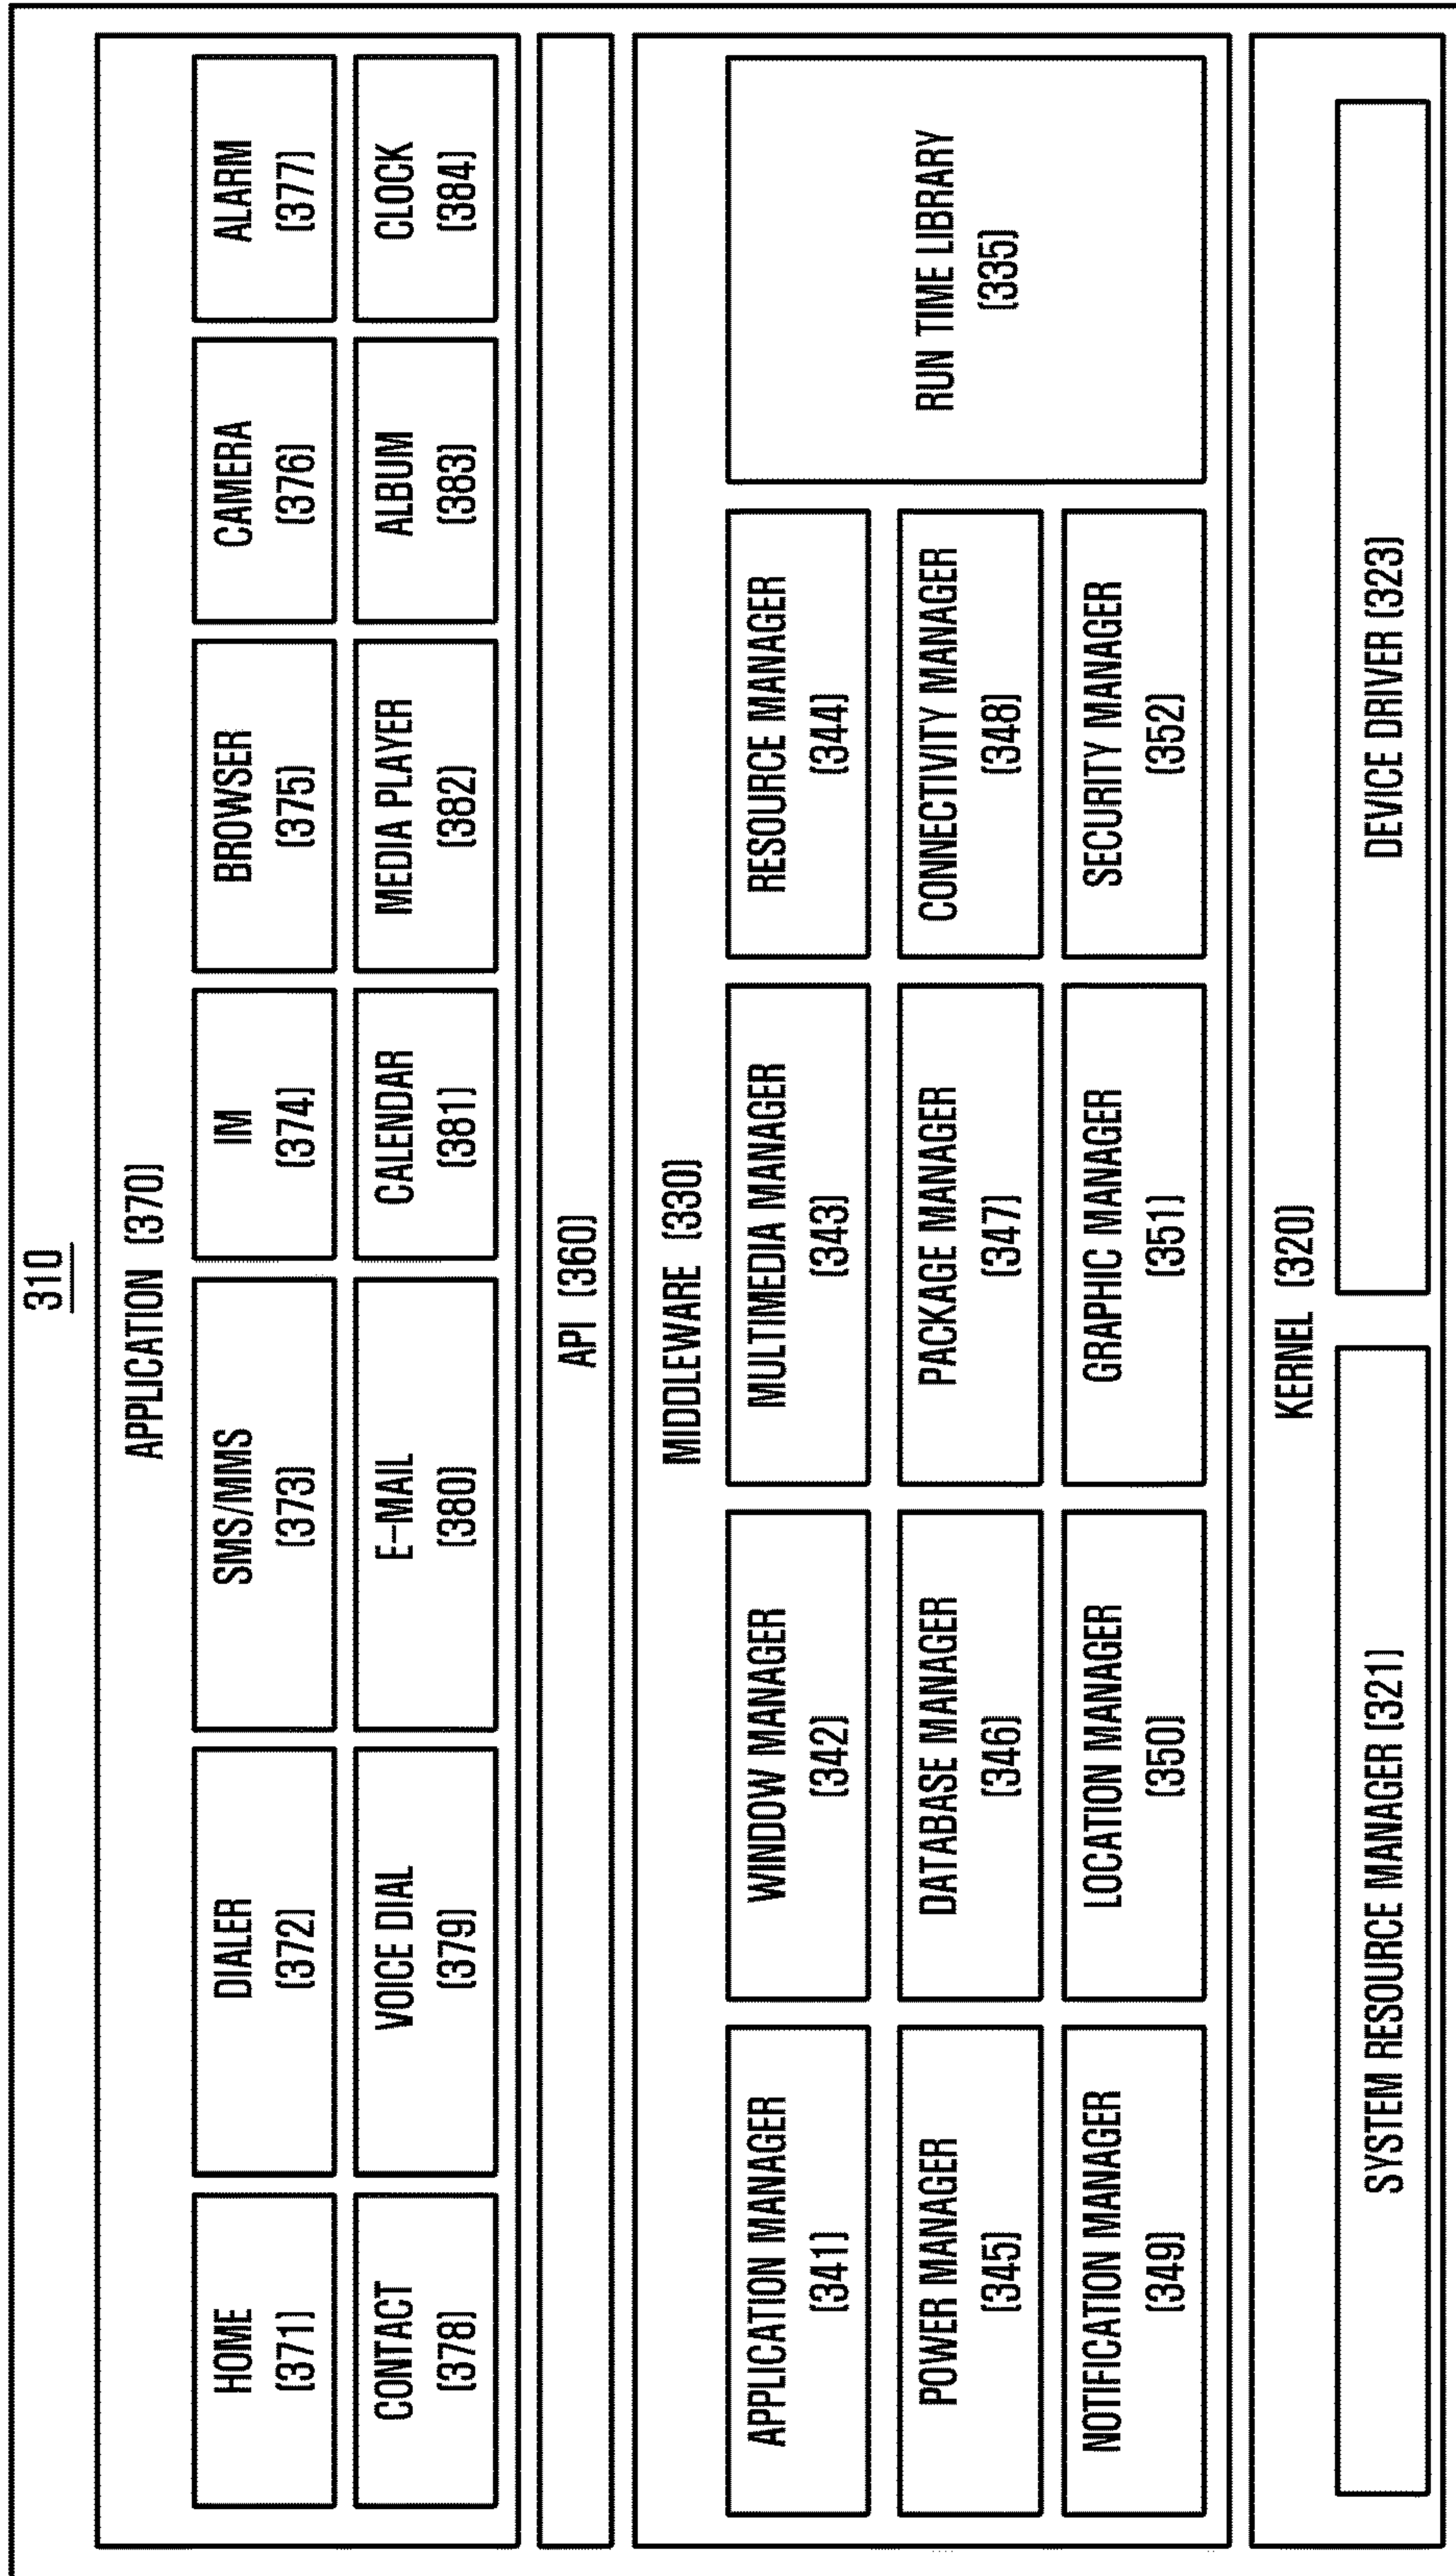 310
APPLICATION (370)
HOME
(371)
DIALER
(372)
SMS/MMS
(373)
IM
(374)
BROWSER
(375)
CAMERA
(376)
ALARM
(377)
CONTACT
(378)
VOICE DIAL
(379)
E-MAIL
(380)
CALENDAR
(381)
MEDIA PLAYER
(382)
ALBUM
(383)
CLOCK
(384)
API (360)
MIDDLEWARE (330)
APPLICATION MANAGER
(341)
WINDOW MANAGER
(342)
MULTIMEDIA MANAGER
(343)
RESOURCE MANAGER
(344)
POWER MANAGER
(345)
DATABASE MANAGER
(346)
PACKAGE MANAGER
(347)
CONNECTIVITY MANAGER
(348)
NOTIFICATION MANAGER
(349)
LOCATION MANAGER
(350)
GRAPHIC MANAGER
(351)
SECURITY MANAGER
(352)
RUN TIME LIBRARY
(335)
KERNEL (320)
SYSTEM RESOURCE MANAGER (321)
DEVICE DRIVER (323)